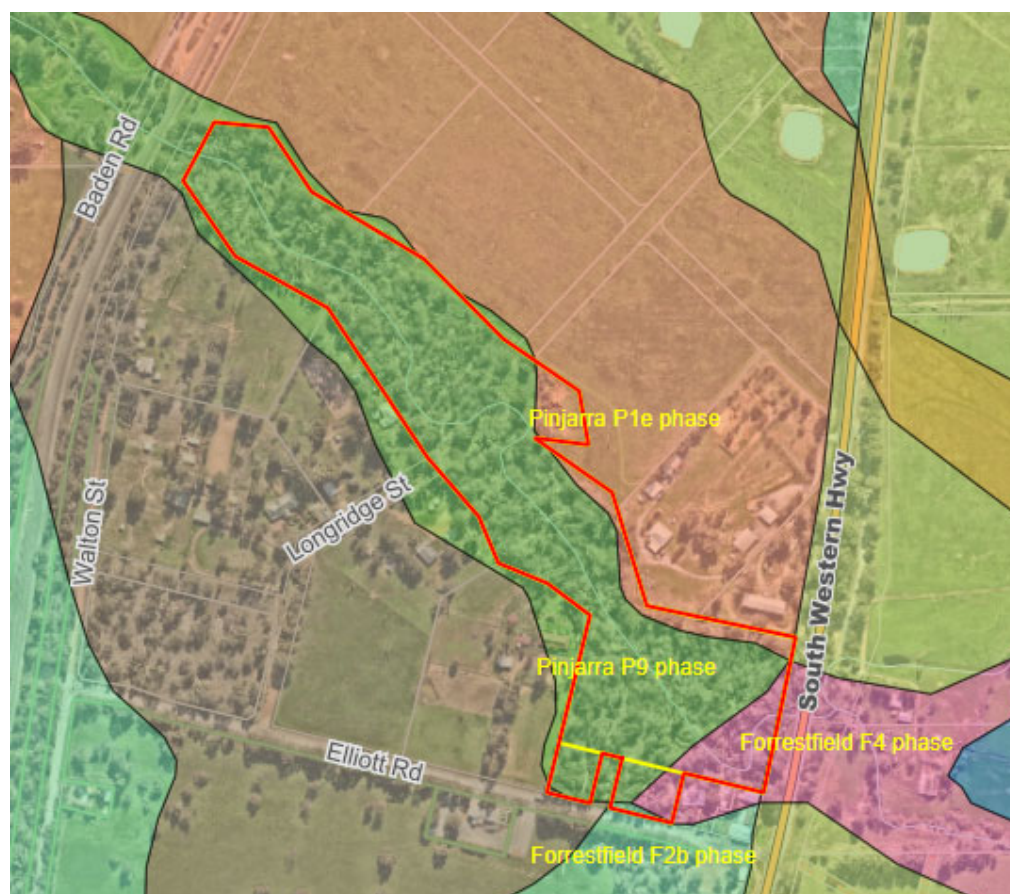 Baden Rd
Pinjarra P1e phase
Longridge St
Walton St
South Western Hwy
Pinjarra P9 phase
Forrestfield F4 phase
Elliott Rd
Forrestfield F2b phase